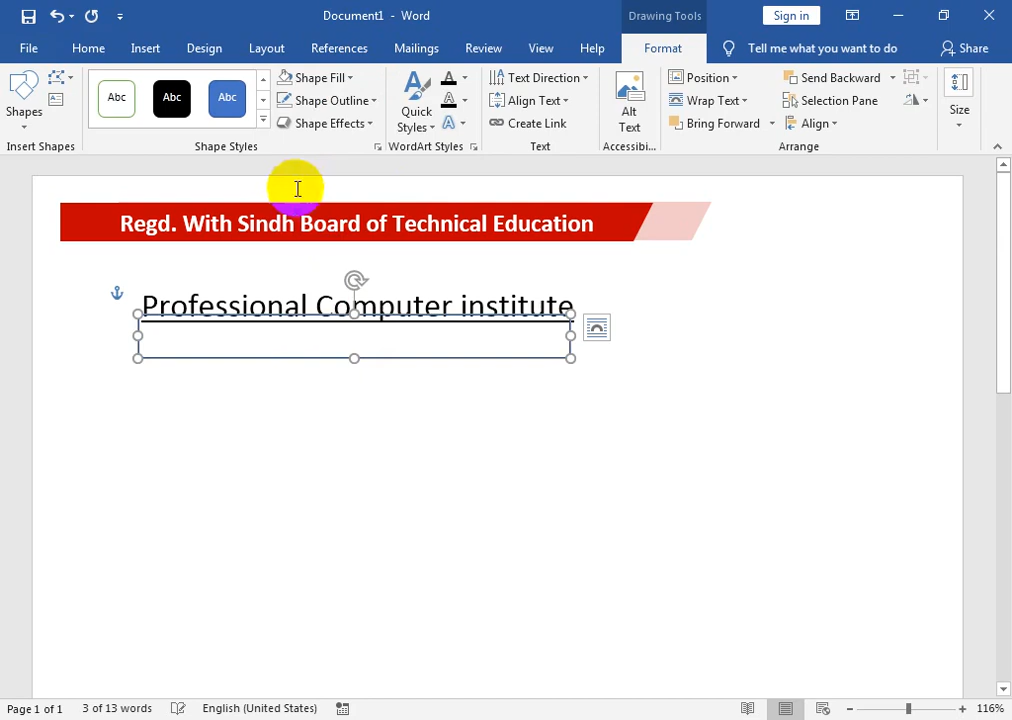 Document1 - Word
Drawing Tools
Sign in
File Home Insert Design Layout References Mailings Review View Help Format Tell me what you want to do Share
Shapes
Abc Abc Abc
Shape Fill
Shape Outline
Shape Effects
Quick Styles
Text Direction
Align Text
Create Link
Alt Text
Position
Wrap Text
Bring Forward
Send Backward
Selection Pane
Align
Size
Insert Shapes Shape Styles WordArt Styles Text Accessibi... Arrange
Regd. With Sindh Board of Technical Education
Professional Computer institute
Page 1 of 1 3 of 13 words English (United States) 116%